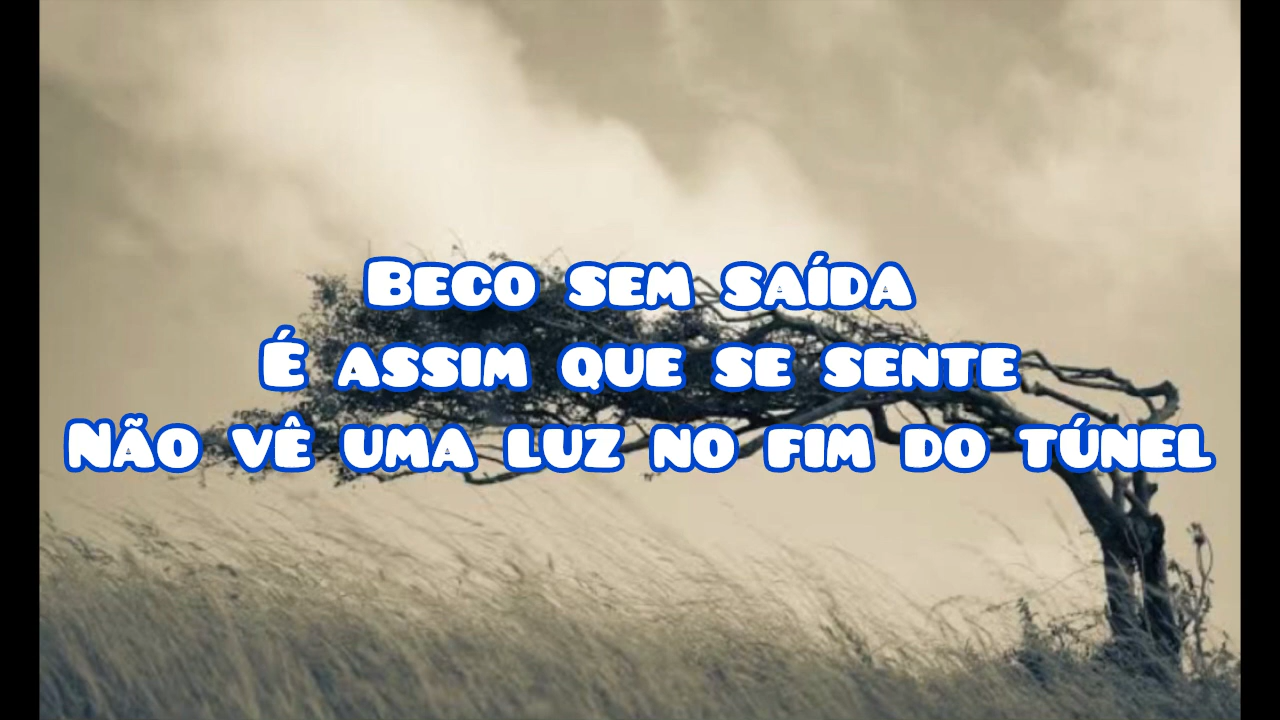 Beco sem saída
É assim que se sente
Não vê uma luz no fim do túnel